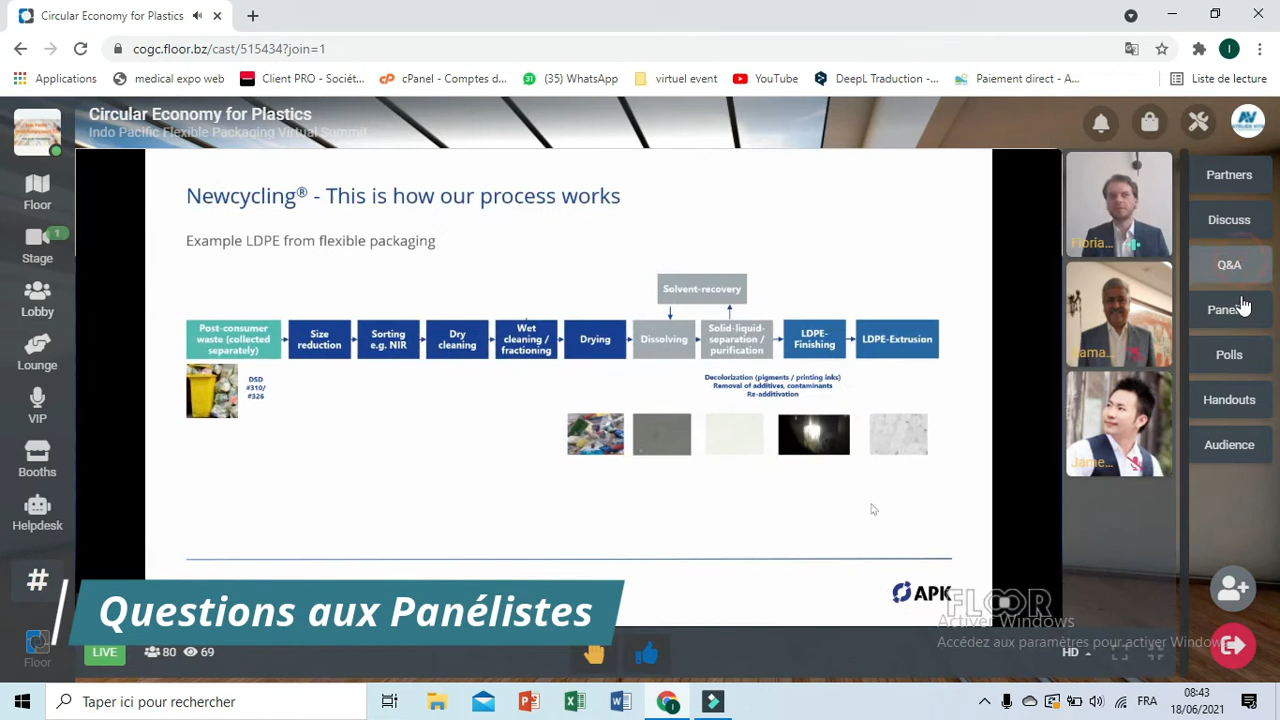 Circular Economy for Plastics
cogc.floor.bz/cast/515434?join=1
Applications
medical expo web
Client PRO - Sociét...
cPanel - Comptes d...
(35) WhatsApp
virtuel event
YouTube
DeepL Traduction -...
Paiement direct - A...
Liste de lecture
Circular Economy for Plastics
Indo Pacific Flexible Packaging Virtual Summit
Floor
1
Stage
Lobby
Lounge
VIP
Booths
Helpdesk
#
Floor
Newcycling® - This is how our process works
Example LDPE from flexible packaging
Solvent-recovery
Post-consumer
waste (collected
separately)
Size
reduction
Sorting
e.g. NIR
Dry
cleaning
Wet
cleaning /
fractioning
Drying
Dissolving
Solid-liquid-
separation /
purification
LDPE-
Finishing
LDPE-Extrusion
DSD
#310/
#326
Decolorization (pigments / printing inks)
Removal of additives, contaminants
Re-additivation
APK
FLOOR
Questions aux Panélistes
Floria...
Jame...
Partners
Discuss
Q&A
Polls
Handouts
Audience
Activer Windows
Accédez aux paramètres pour activer Windows
LIVE
80
69
HD
Taper ici pour rechercher
FRA
08:43
18/06/2021